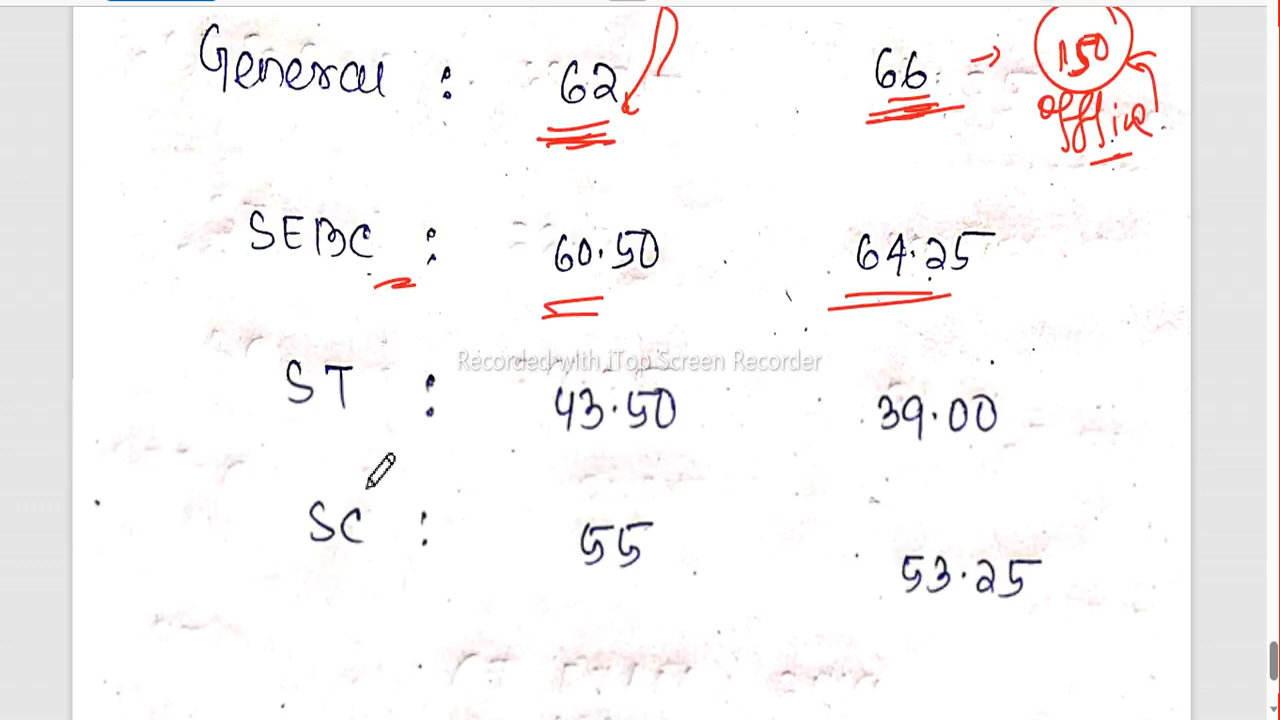 General : 62 66 → 150
office
SEBC : 60.50 64.25
Recorded with iTop Screen Recorder
ST : 43.50 39.00
SC : 55 53.25